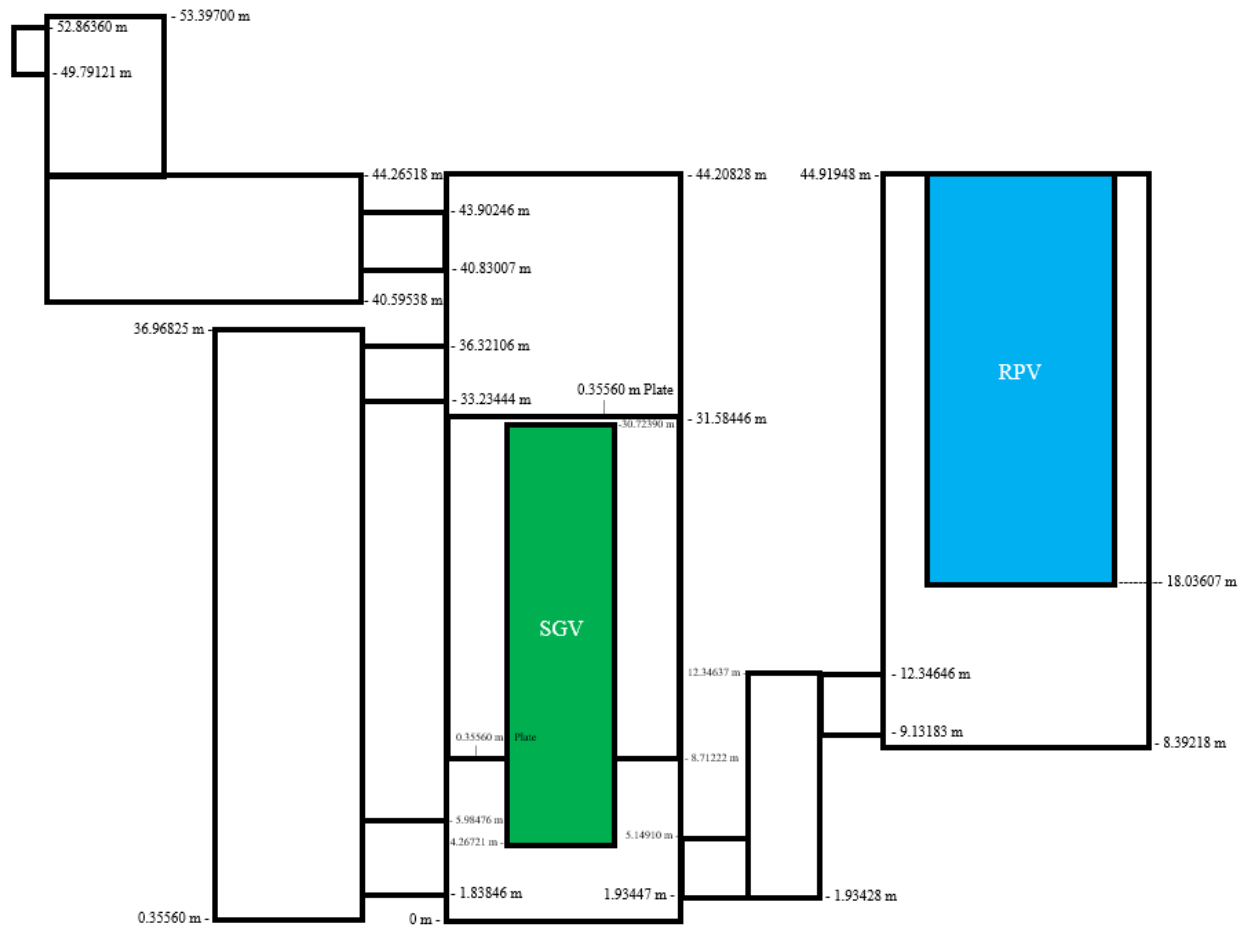 - 53.39700 m
- 52.86360 m
- 49.79121 m
- 44.26518 m
- 44.20828 m
44.91948 m -
- 43.90246 m
- 40.83007 m
- 40.59538 m
36.96825 m -
- 36.32106 m
RPV
0.35560 m Plate
- 33.23444 m
- 31.58446 m
-30.72390 m
- 18.03607 m
SGV
12.34637 m -
- 12.34646 m
0.35560 m Plate
- 9.13183 m
- 8.71222 m
- 8.39218 m
- 5.98476 m
5.14910 m -
4.26721 m -
- 1.83846 m
1.93447 m -
- 1.93428 m
0.35560 m -
0 m -